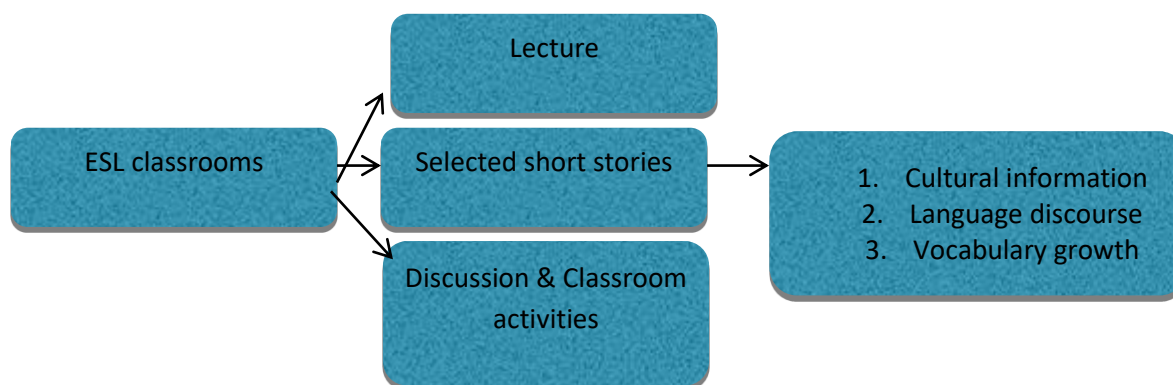 Lecture
ESL classrooms
Selected short stories
Discussion & Classroom
activities
1. Cultural information
2. Language discourse
3. Vocabulary growth